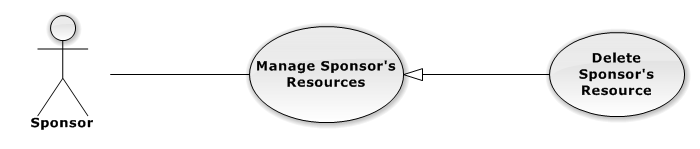 Sponsor
Manage Sponsor's
Resources
Delete
Sponsor's
Resource